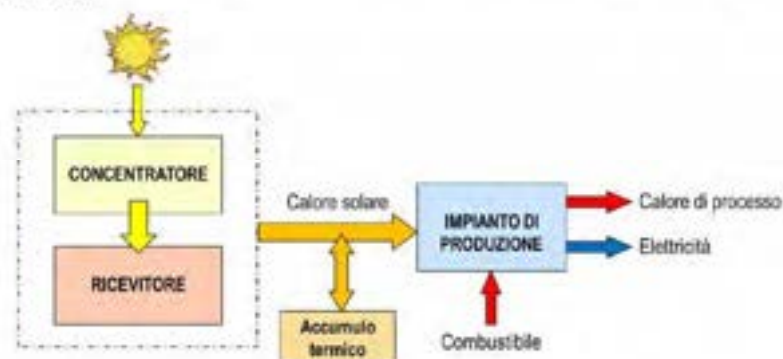 CONCENTRATORE
RICEVITORE
Calore solare
Accumulo
termico
IMPIANTO DI
PRODUZIONE
Calore di processo
Elettricità
Combustibile